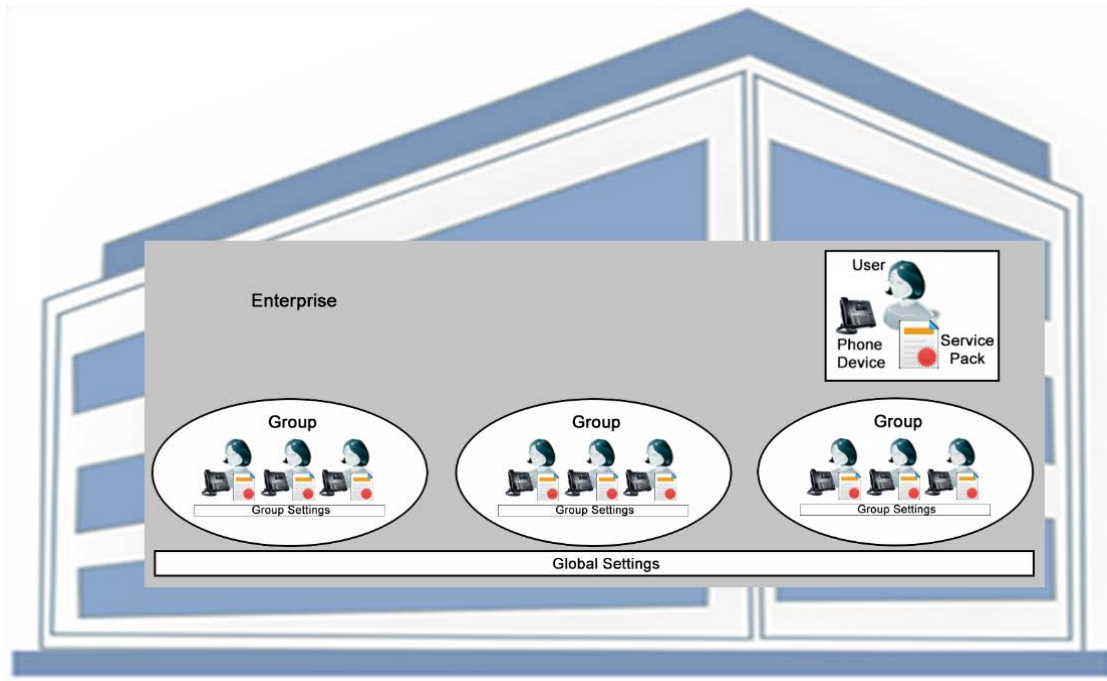 User
Enterprise
Phone
Device
Service
Pack
Group
Group Settings
Group
Group Settings
Group
Group Settings
Global Settings